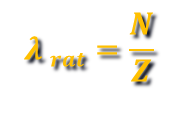 λ rat = N/Z